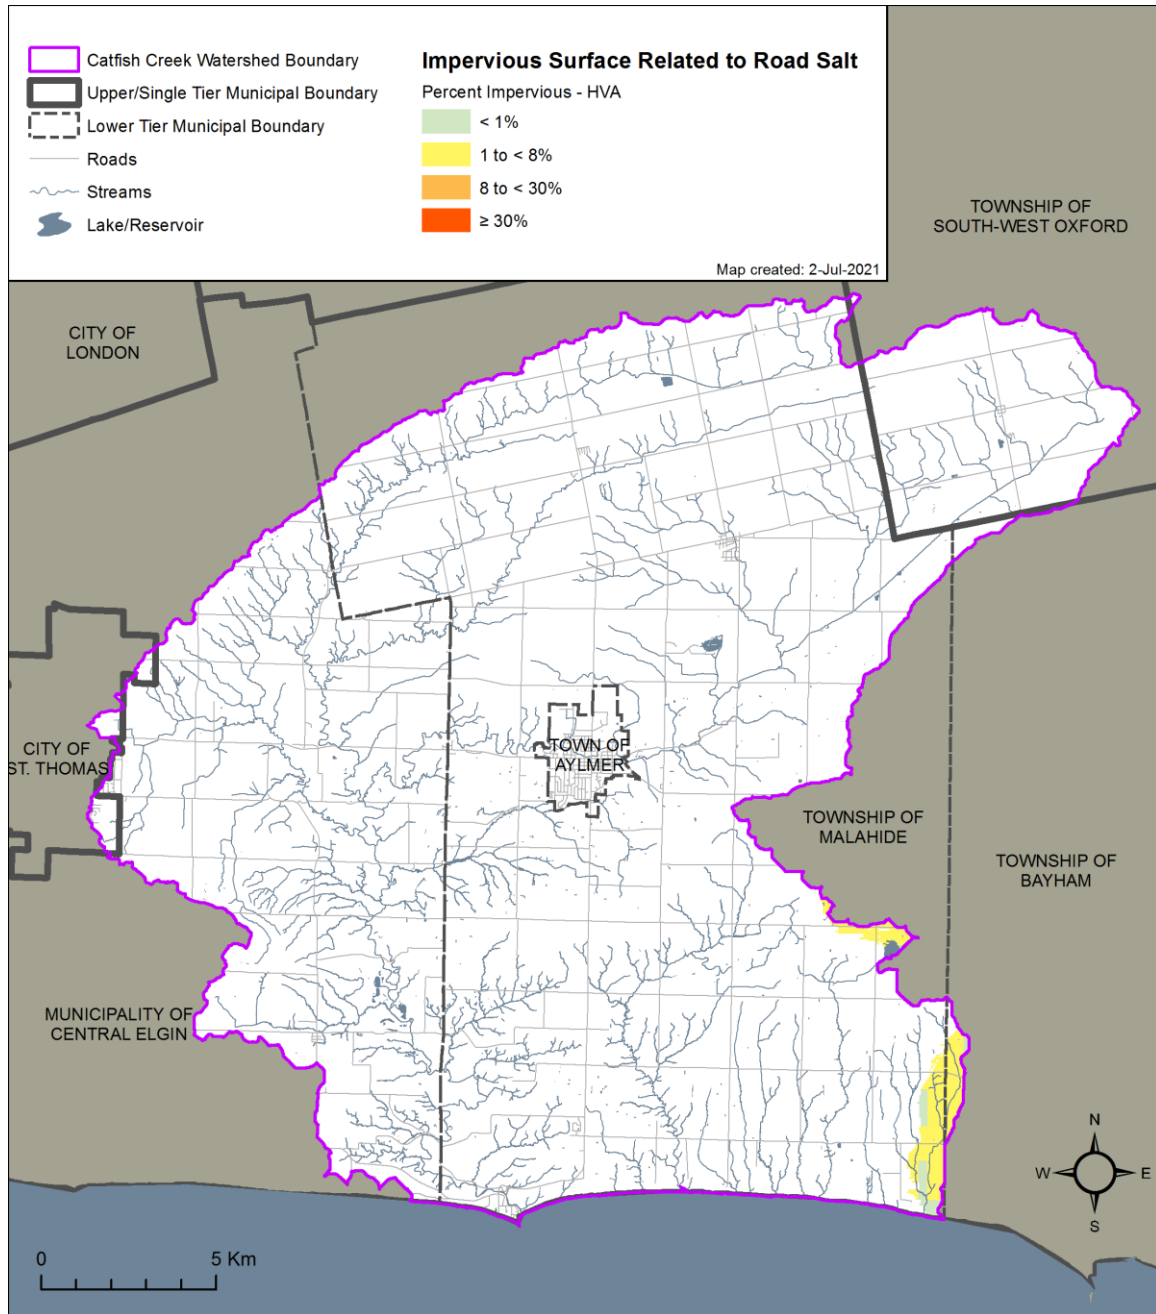 Catfish Creek Watershed Boundary
Upper/Single Tier Municipal Boundary
Lower Tier Municipal Boundary
Roads
Streams
Lake/Reservoir
Impervious Surface Related to Road Salt
Percent Impervious - HVA
< 1%
1 to < 8%
8 to < 30%
≥ 30%
Map created: 2-Jul-2021
TOWNSHIP OF
SOUTH-WEST OXFORD
CITY OF
LONDON
CITY OF
ST. THOMAS
TOWN OF
AYLMER
TOWNSHIP OF
MALAHIDE
TOWNSHIP OF
BAYHAM
MUNICIPALITY OF
CENTRAL ELGIN
N
W E
S
0 5 Km